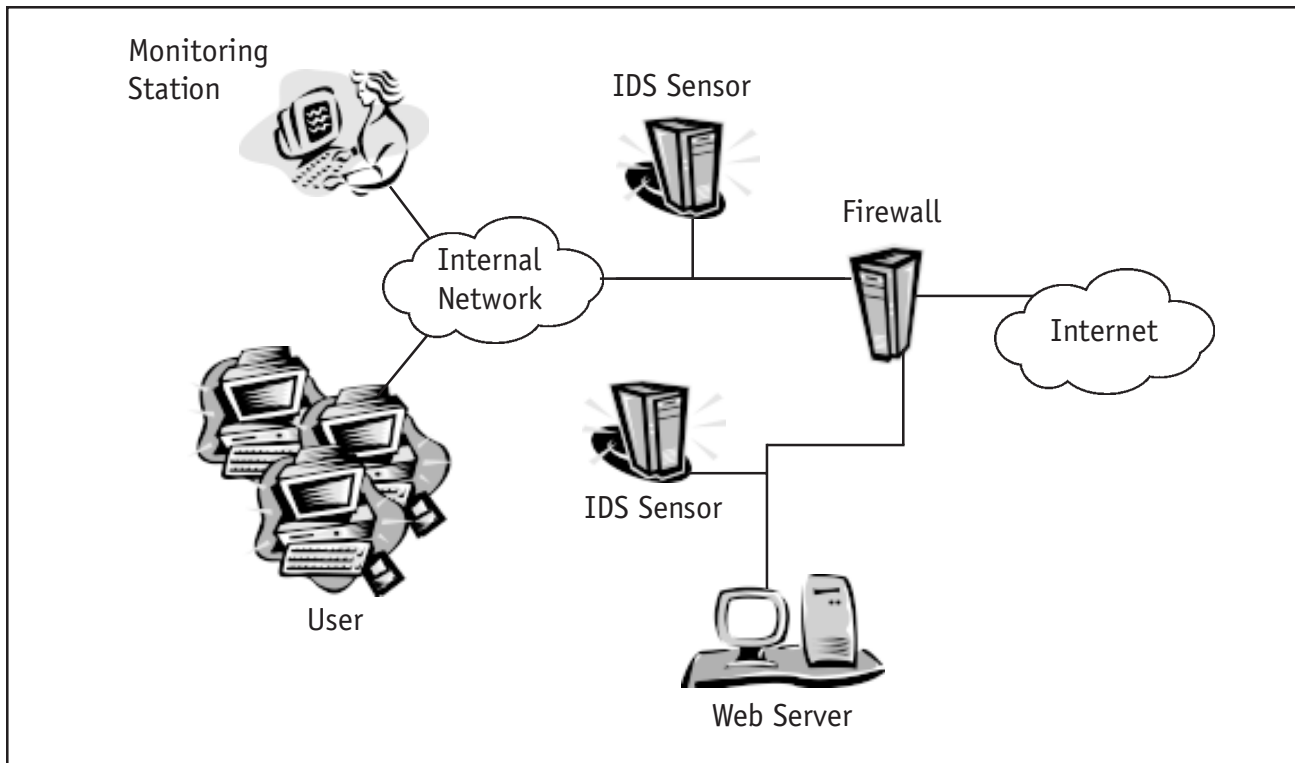 Monitoring
Station
IDS Sensor
Firewall
Internal
Network
Internet
IDS Sensor
User
Web Server